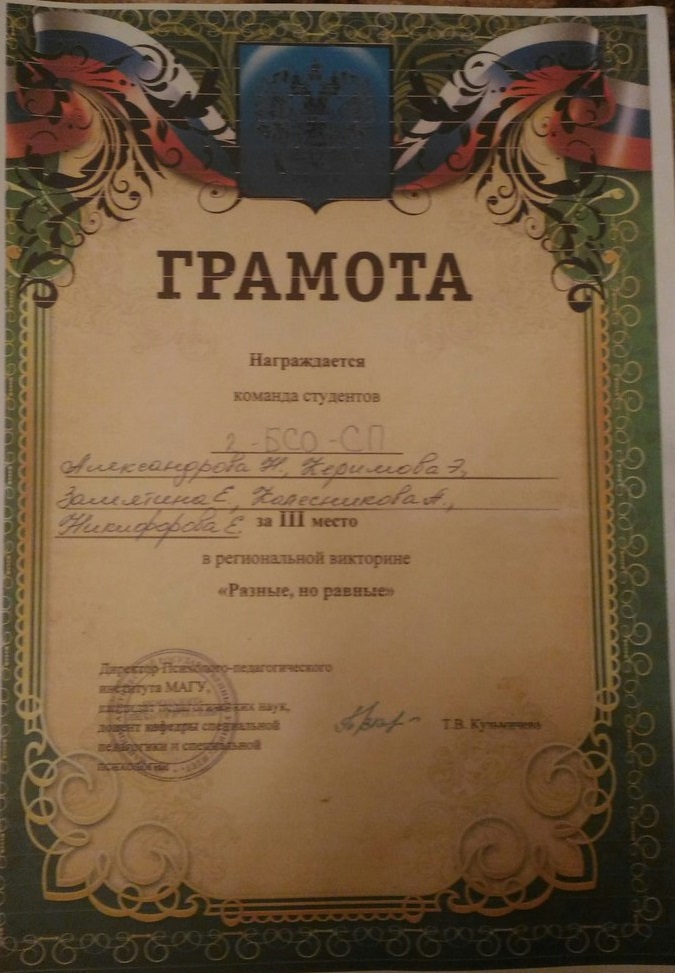 ГРАМОТА
Награждается
команда студентов
2-БСО-СП
Александрова Н., Керимова Э,
Замятина Е., Колесникова А.,
Никифорова Е. за III место
в региональной викторине
«Разные, но равные»
Директор Психолого-педагогического
института МАГУ,
кандидат педагогических наук,
доцент кафедры специальной
педагогики и специальной
психологии
Т.В. Кузьмичева